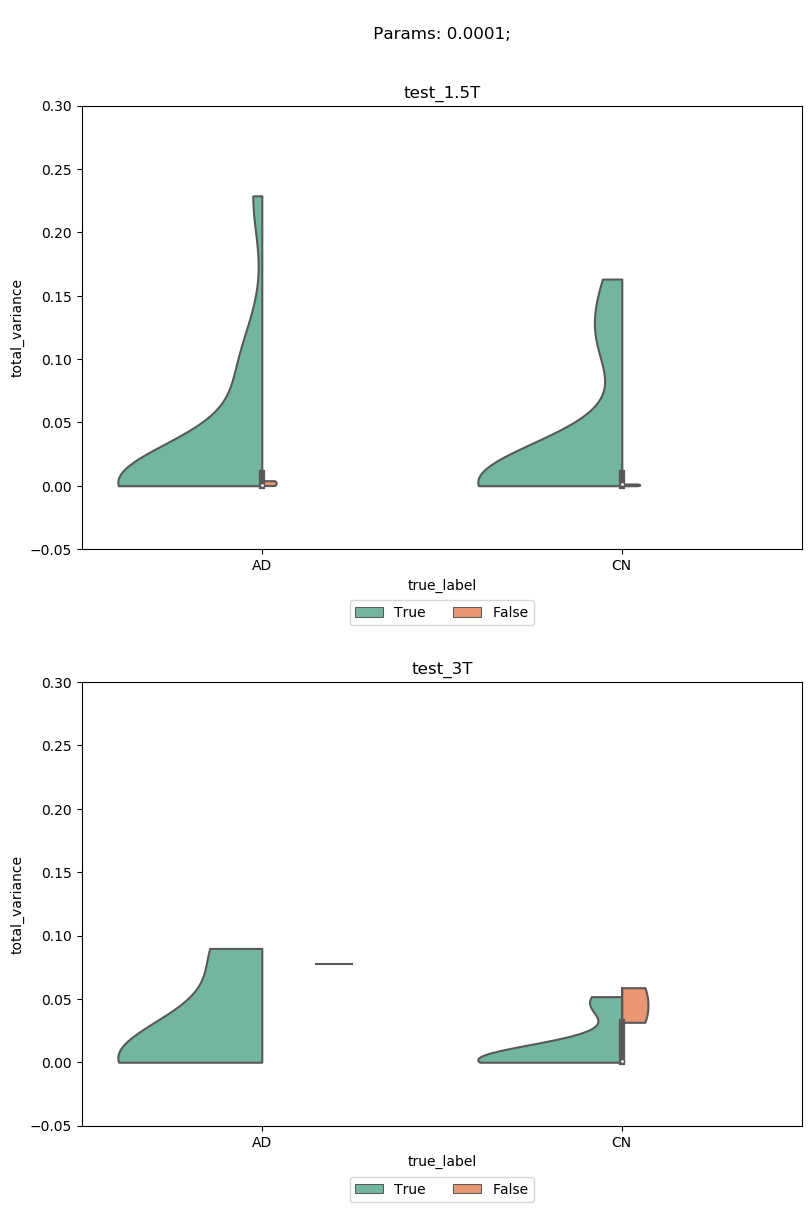 Params: 0.0001;
test_1.5T
0.30
0.25
0.20
0.15
0.10
0.05
0.00
−0.05
total_variance
AD CN
true_label
True False
test_3T
0.30
0.25
0.20
0.15
0.10
0.05
0.00
−0.05
total_variance
AD CN
true_label
True False